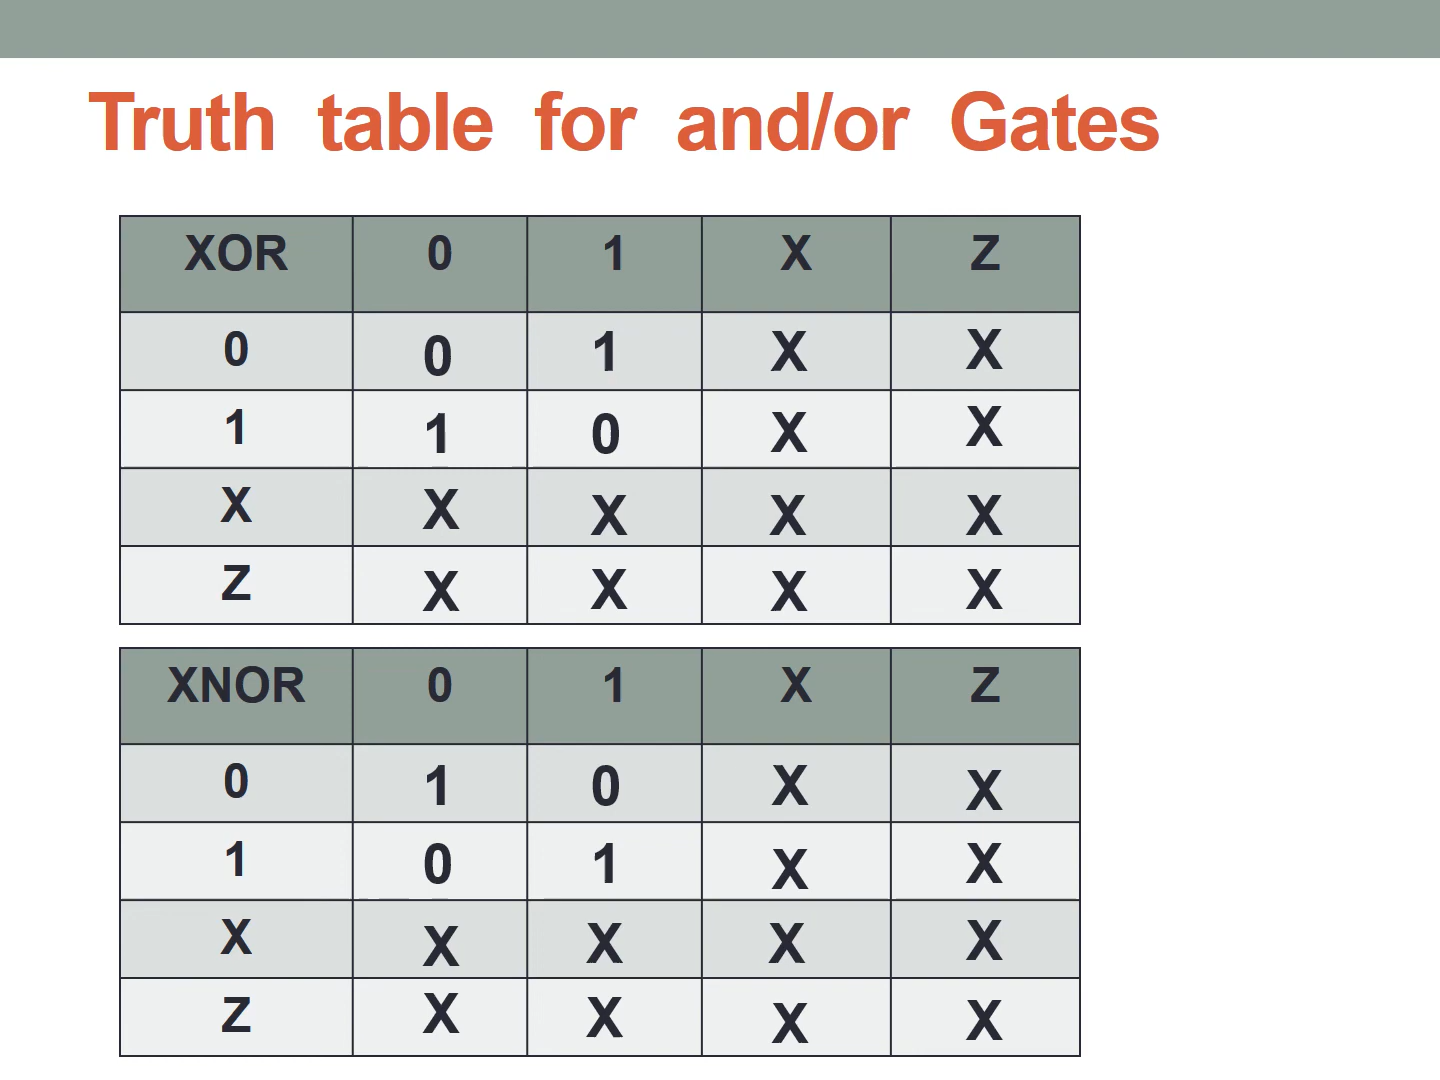 Truth table for and/or Gates
XOR 0 1 X Z
0 0 1 X X
1 1 0 X X
X X X X X
Z X X X X
XNOR 0 1 X Z
0 1 0 X X
1 0 1 X X
X X X X X
Z X X X X